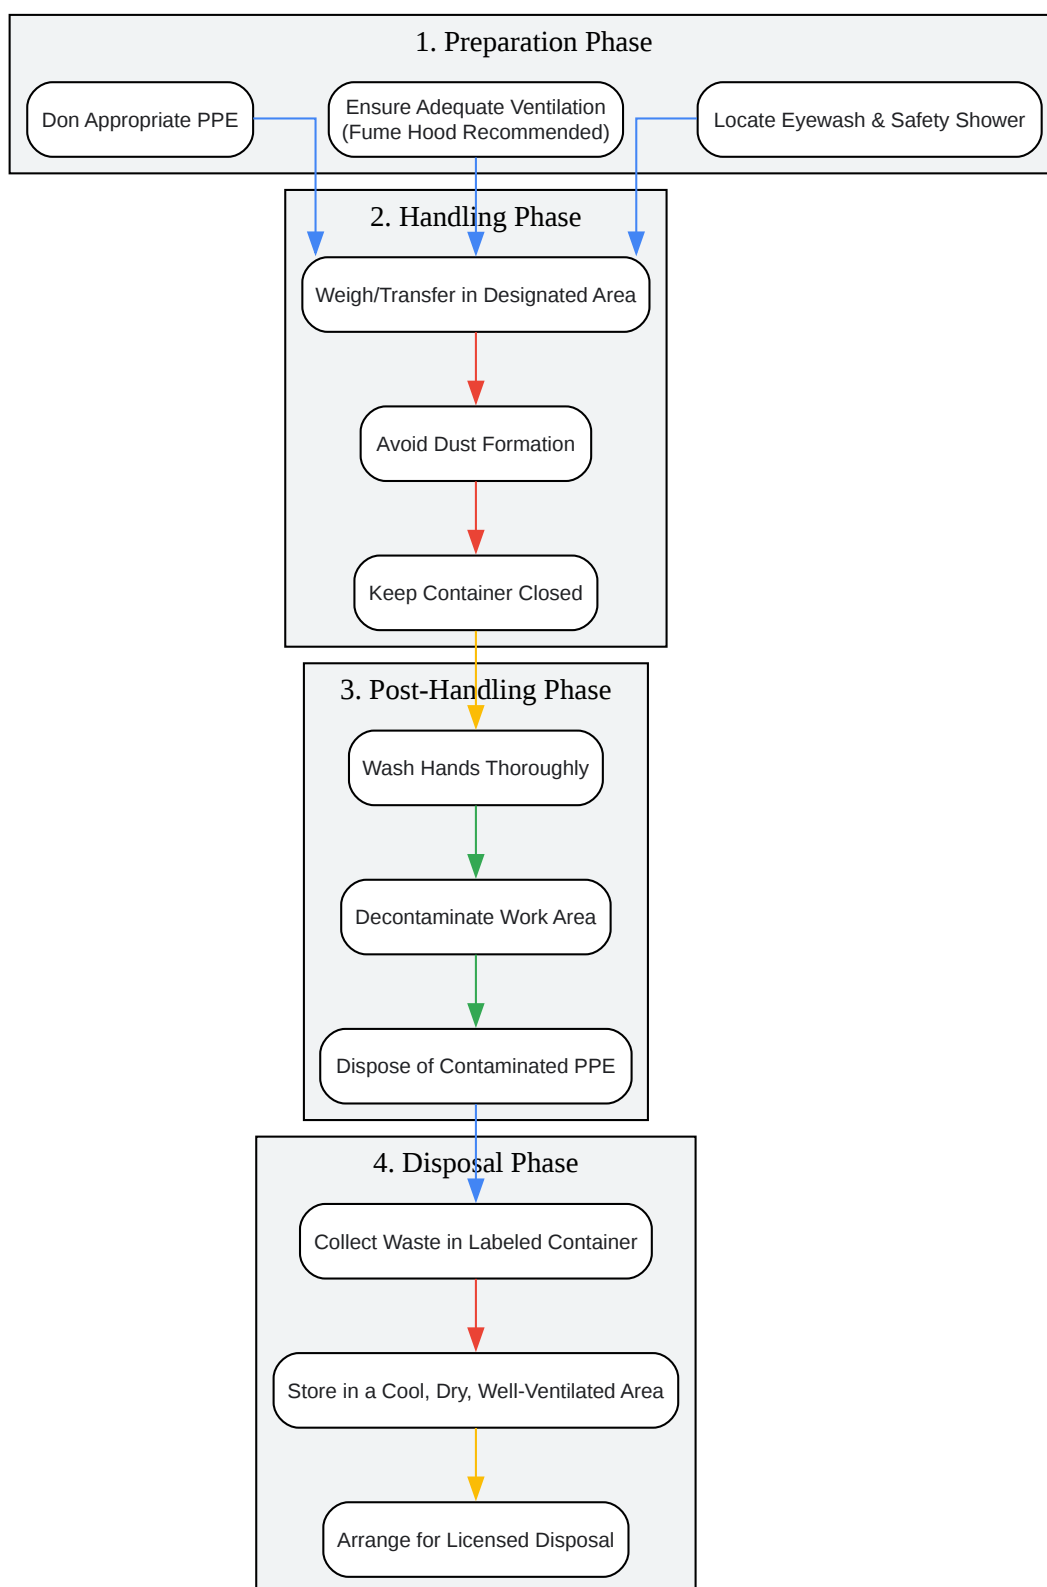 1. Preparation Phase
Don Appropriate PPE
Ensure Adequate Ventilation
(Fume Hood Recommended)
Locate Eyewash & Safety Shower
2. Handling Phase
Weigh/Transfer in Designated Area
Avoid Dust Formation
Keep Container Closed
3. Post-Handling Phase
Wash Hands Thoroughly
Decontaminate Work Area
Dispose of Contaminated PPE
4. Disposal Phase
Collect Waste in Labeled Container
Store in a Cool, Dry, Well-Ventilated Area
Arrange for Licensed Disposal